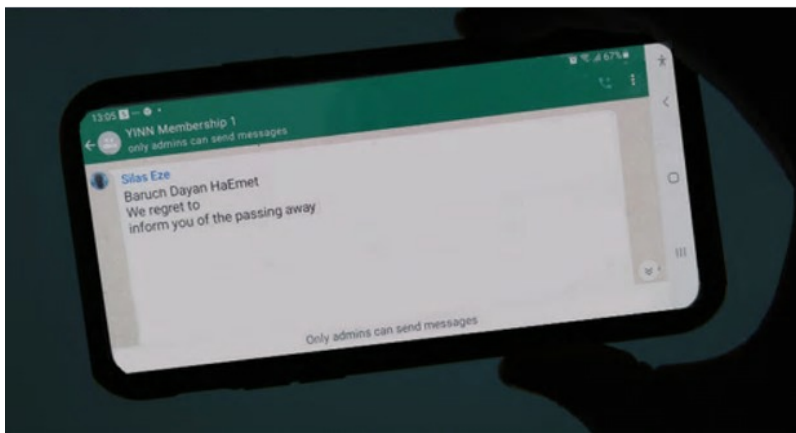 13:05
67%
YINN Membership 1
only admins can send messages
Silas Eze
Baruch Dayan HaEmet
We regret to
inform you of the passing away
Only admins can send messages